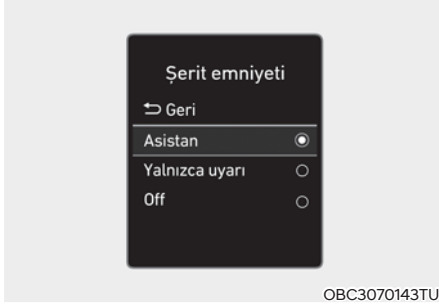 Şerit emniyeti
⮌ Geri
Asistan
Yalnızca uyarı
Off
OBC3070143TU